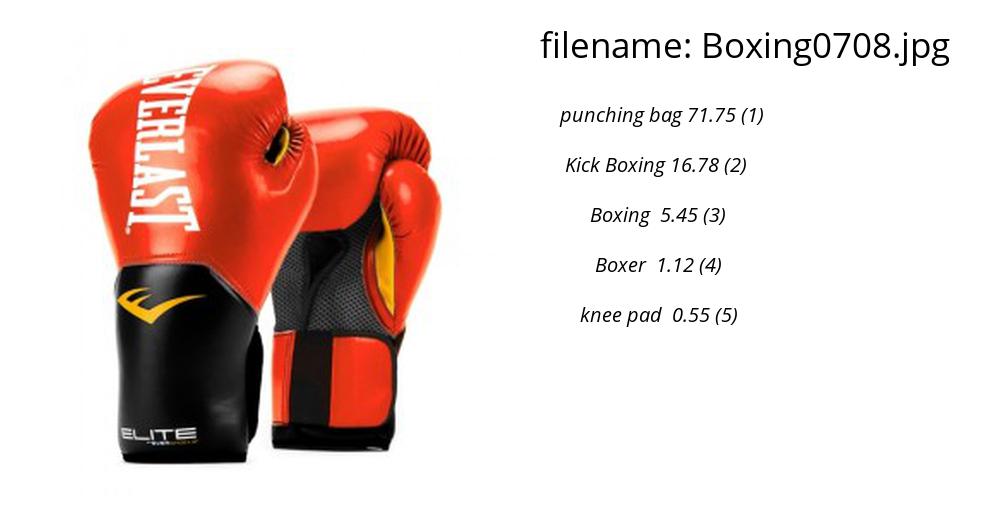 filename: Boxing0708.jpg
punching bag 71.75 (1)
Kick Boxing 16.78 (2)
Boxing 5.45 (3)
Boxer 1.12 (4)
knee pad 0.55 (5)
EVERLAST
ELITE